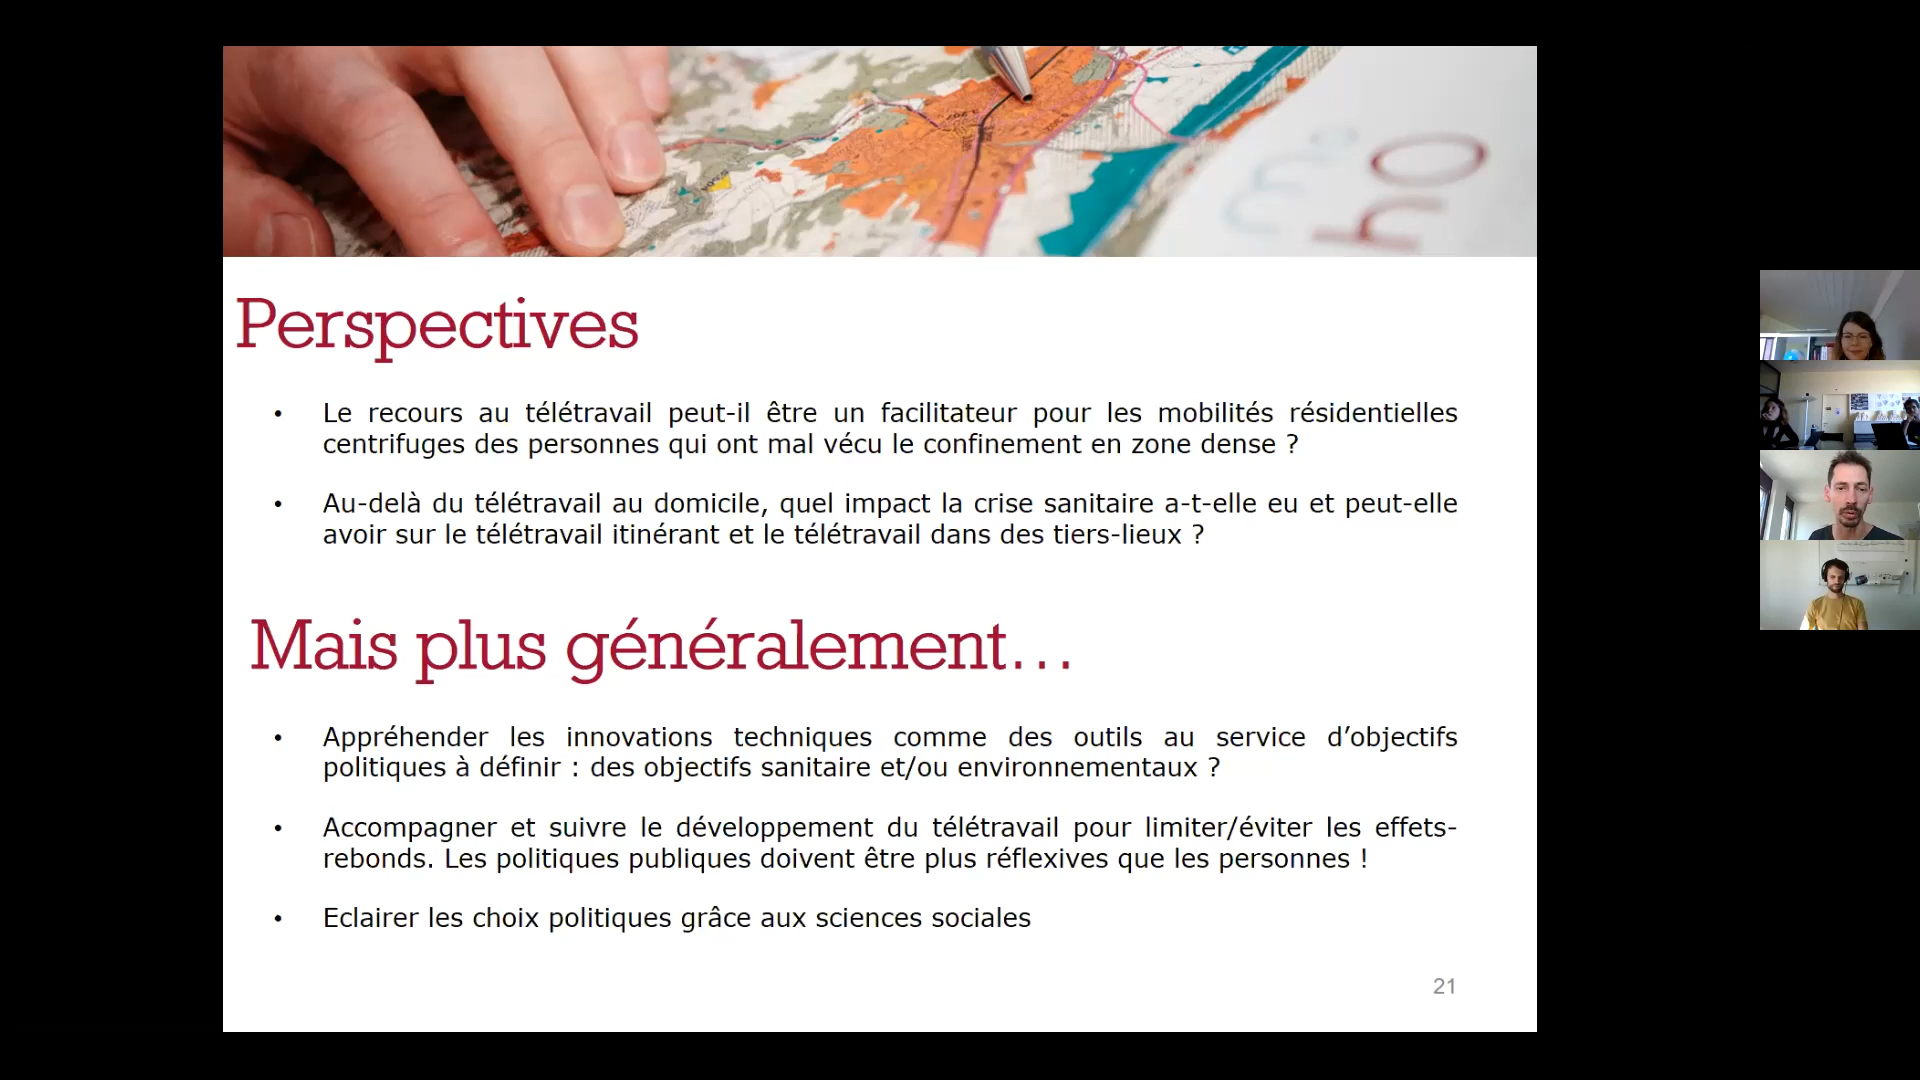 ho
Perspectives
• Le recours au télétravail peut-il être un facilitateur pour les mobilités résidentielles
centrifuges des personnes qui ont mal vécu le confinement en zone dense ?
• Au-delà du télétravail au domicile, quel impact la crise sanitaire a-t-elle eu et peut-elle
avoir sur le télétravail itinérant et le télétravail dans des tiers-lieux ?
Mais plus généralement…
• Appréhender les innovations techniques comme des outils au service d’objectifs
politiques à définir : des objectifs sanitaire et/ou environnementaux ?
• Accompagner et suivre le développement du télétravail pour limiter/éviter les effets-
rebonds. Les politiques publiques doivent être plus réflexives que les personnes !
• Eclairer les choix politiques grâce aux sciences sociales
21